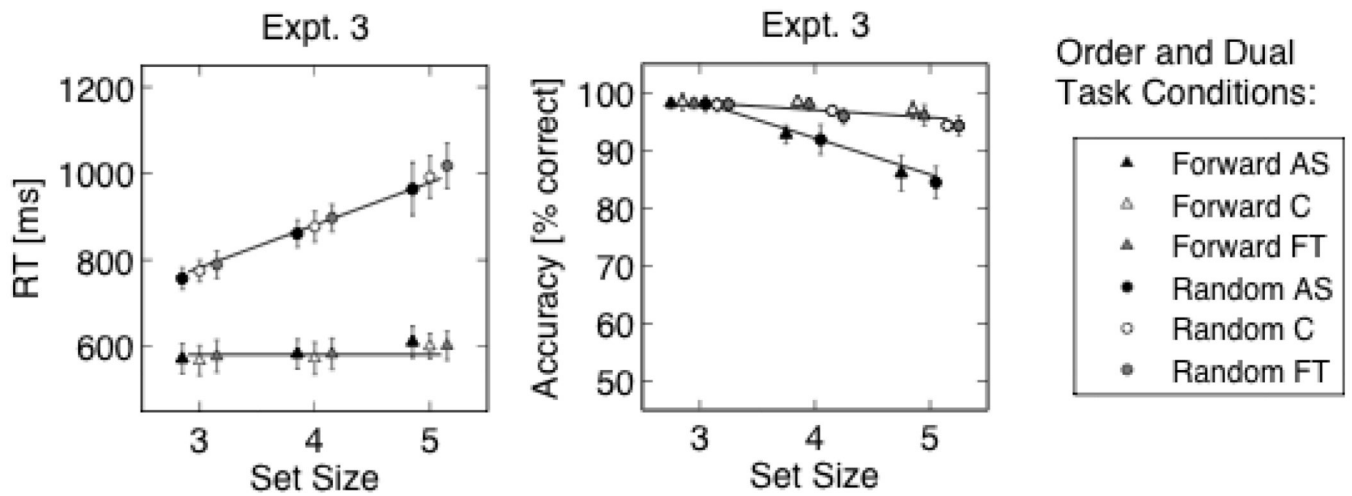 Expt. 3
RT [ms]
1200
1000
800
600
3 4 5
Set Size
Expt. 3
Accuracy [% correct]
100
90
80
70
60
50
3 4 5
Set Size
Order and Dual
Task Conditions:
Forward AS
Forward C
Forward FT
Random AS
Random C
Random FT